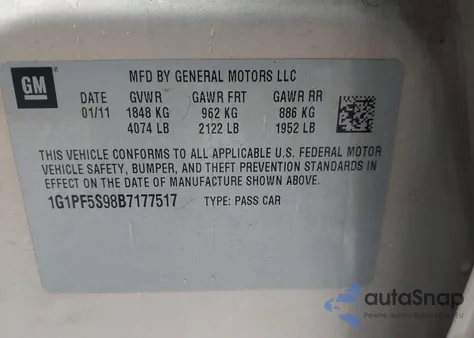 GM
MFD BY GENERAL MOTORS LLC
DATE GVWR GAWR FRT GAWR RR
01/11 1848 KG 962 KG 886 KG
4074 LB 2122 LB 1952 LB
THIS VEHICLE CONFORMS TO ALL APPLICABLE U.S. FEDERAL MOTOR
VEHICLE SAFETY, BUMPER, AND THEFT PREVENTION STANDARDS IN
EFFECT ON THE DATE OF MANUFACTURE SHOWN ABOVE.
1G1PF5S98B7177517 TYPE: PASS CAR
autoSnap